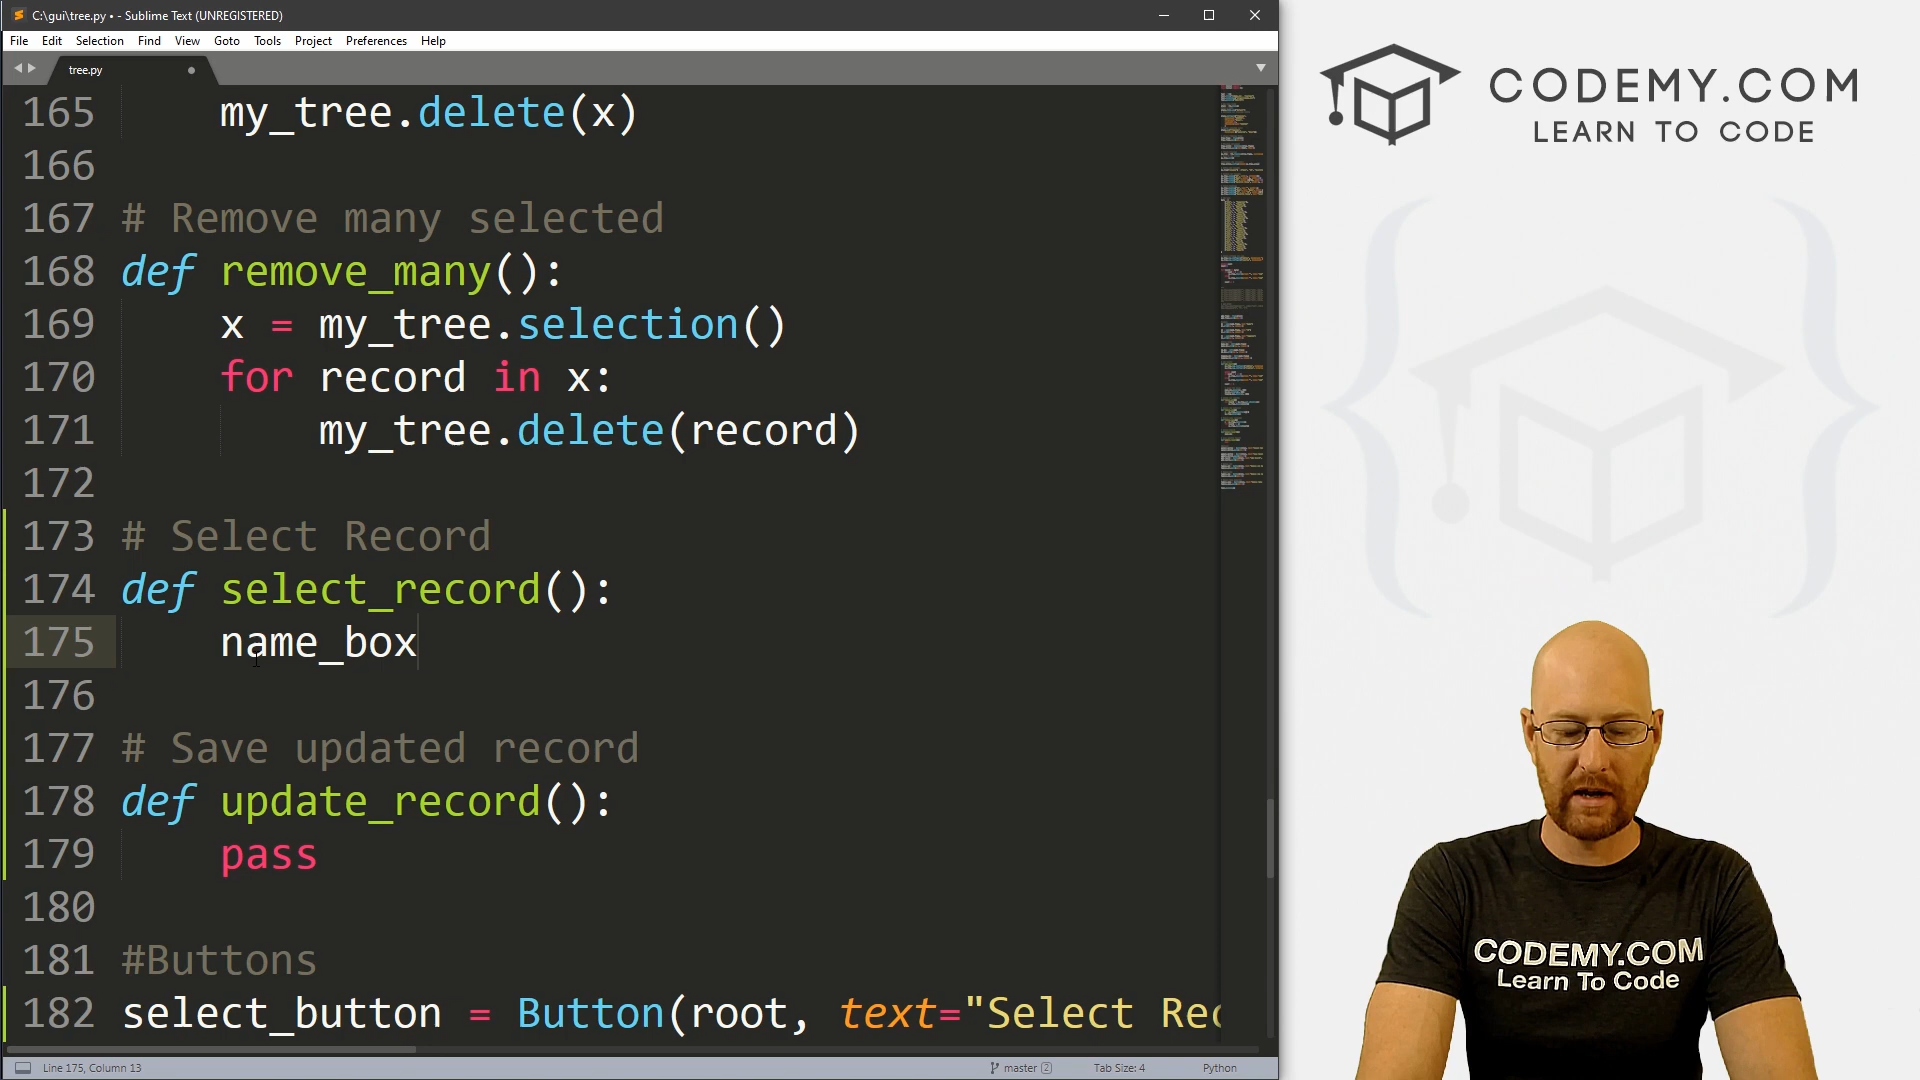 C:\gui\tree.py • - Sublime Text (UNREGISTERED)
File Edit Selection Find View Goto Tools Project Preferences Help
tree.py
165 my_tree.delete(x)
166
167 # Remove many selected
168 def remove_many():
169 x = my_tree.selection()
170 for record in x:
171 my_tree.delete(record)
172
173 # Select Record
174 def select_record():
175 name_box
176
177 # Save updated record
178 def update_record():
179 pass
180
181 #Buttons
182 select_button = Button(root, text="Select Rec
Line 175, Column 13 master 2 Tab Size: 4 Python
CODEMY.COM
LEARN TO CODE
CODEMY.COM
Learn To Code